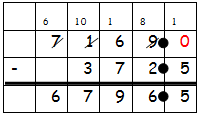 6 10 1 8 1
7 1 6 9 . 0
- 3 7 2 . 5
6 7 9 6 . 5